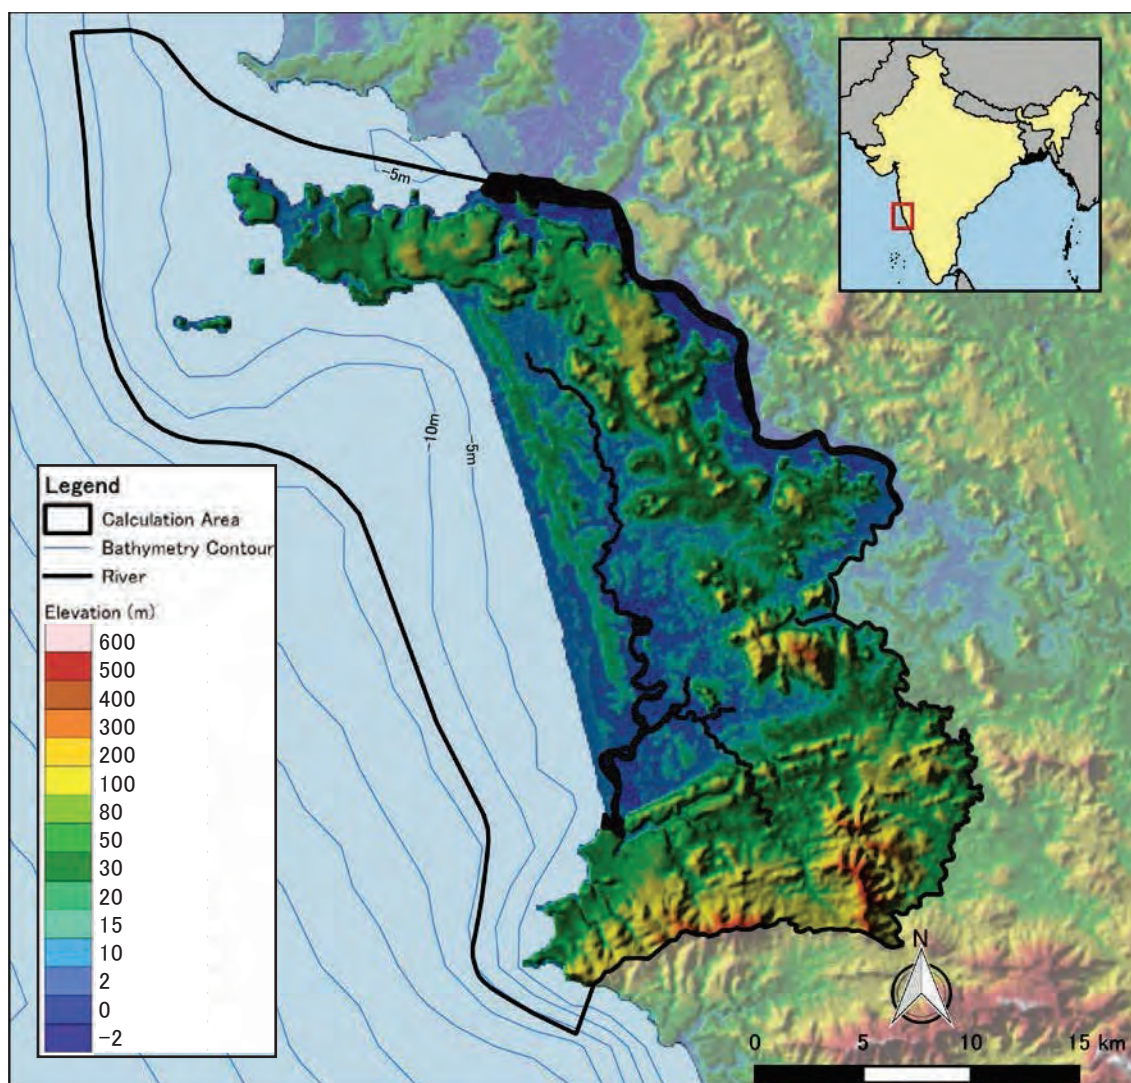 -5m
-10m
-5m
Legend
Calculation Area
Bathymetry Contour
River
Elevation (m)
600
500
400
300
200
100
80
50
30
20
15
10
2
0
-2
N
0 5 10 15 km